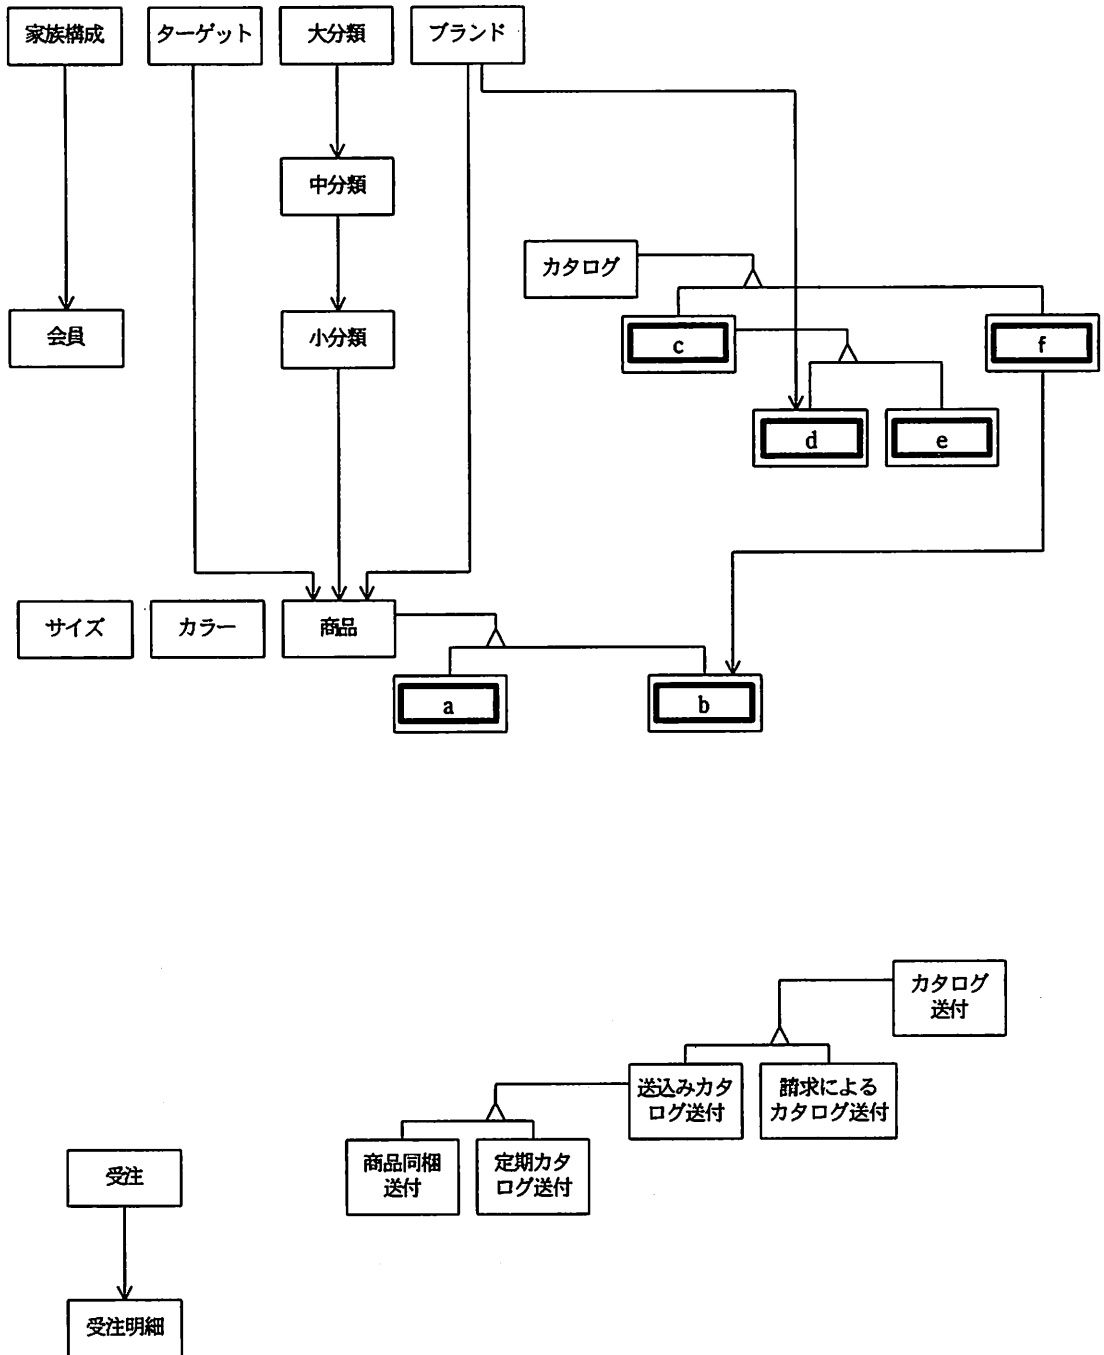 家族構成
ターゲット
大分類
ブランド
中分類
カタログ
会員
小分類
c
f
d
e
サイズ
カラー
商品
a
b
カタログ
送付
送込みカタ
ログ送付
請求による
カタログ送付
商品同梱
送付
定期カタ
ログ送付
受注
受注明細